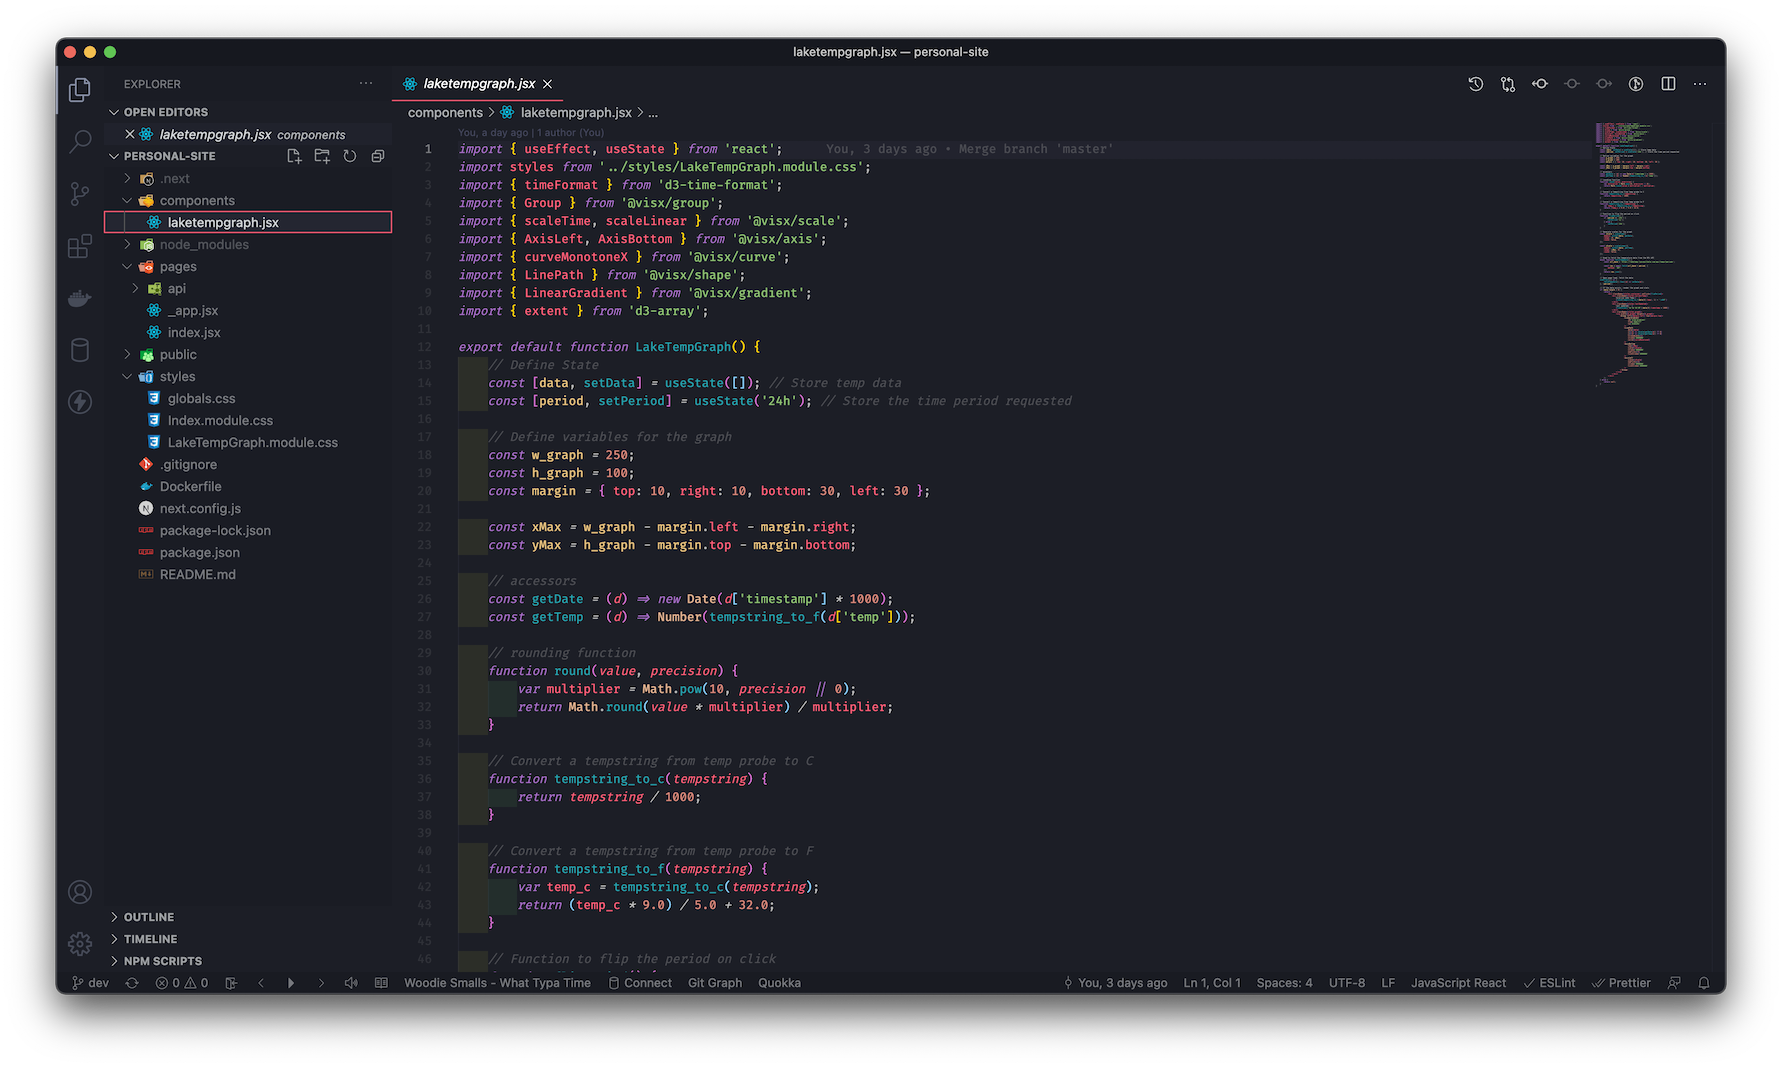 laketempgraph.jsx — personal-site
EXPLORER
OPEN EDITORS
laketempgraph.jsx components
PERSONAL-SITE
.next
components
laketempgraph.jsx
node_modules
pages
api
_app.jsx
index.jsx
public
styles
globals.css
Index.module.css
LakeTempGraph.module.css
.gitignore
Dockerfile
next.config.js
package-lock.json
package.json
README.md
OUTLINE
TIMELINE
NPM SCRIPTS
laketempgraph.jsx
components > laketempgraph.jsx > ...
You, a day ago | 1 author (You)
1 import { useEffect, useState } from 'react'; You, 3 days ago • Merge branch 'master'
2 import styles from '../styles/LakeTempGraph.module.css';
3 import { timeFormat } from 'd3-time-format';
4 import { Group } from '@visx/group';
5 import { scaleTime, scaleLinear } from '@visx/scale';
6 import { AxisLeft, AxisBottom } from '@visx/axis';
7 import { curveMonotoneX } from '@visx/curve';
8 import { LinePath } from '@visx/shape';
9 import { LinearGradient } from '@visx/gradient';
10 import { extent } from 'd3-array';
11
12 export default function LakeTempGraph() {
13 // Define State
14 const [data, setData] = useState([]); // Store temp data
15 const [period, setPeriod] = useState('24h'); // Store the time period requested
16
17 // Define variables for the graph
18 const w_graph = 250;
19 const h_graph = 100;
20 const margin = { top: 10, right: 10, bottom: 30, left: 30 };
21
22 const xMax = w_graph - margin.left - margin.right;
23 const yMax = h_graph - margin.top - margin.bottom;
24
25 // accessors
26 const getDate = (d) => new Date(d['timestamp'] * 1000);
27 const getTemp = (d) => Number(tempstring_to_f(d['temp']));
28
29 // rounding function
30 function round(value, precision) {
31 var multiplier = Math.pow(10, precision || 0);
32 return Math.round(value * multiplier) / multiplier;
33 }
34
35 // Convert a tempstring from temp probe to C
36 function tempstring_to_c(tempstring) {
37 return tempstring / 1000;
38 }
39
40 // Convert a tempstring from temp probe to F
41 function tempstring_to_f(tempstring) {
42 var temp_c = tempstring_to_c(tempstring);
43 return (temp_c * 9.0) / 5.0 + 32.0;
44 }
45
46 // Function to flip the period on click
dev 0 0 Woodie Smalls - What Typa Time Connect Git Graph Quokka You, 3 days ago Ln 1, Col 1 Spaces: 4 UTF-8 LF JavaScript React ESLint Prettier